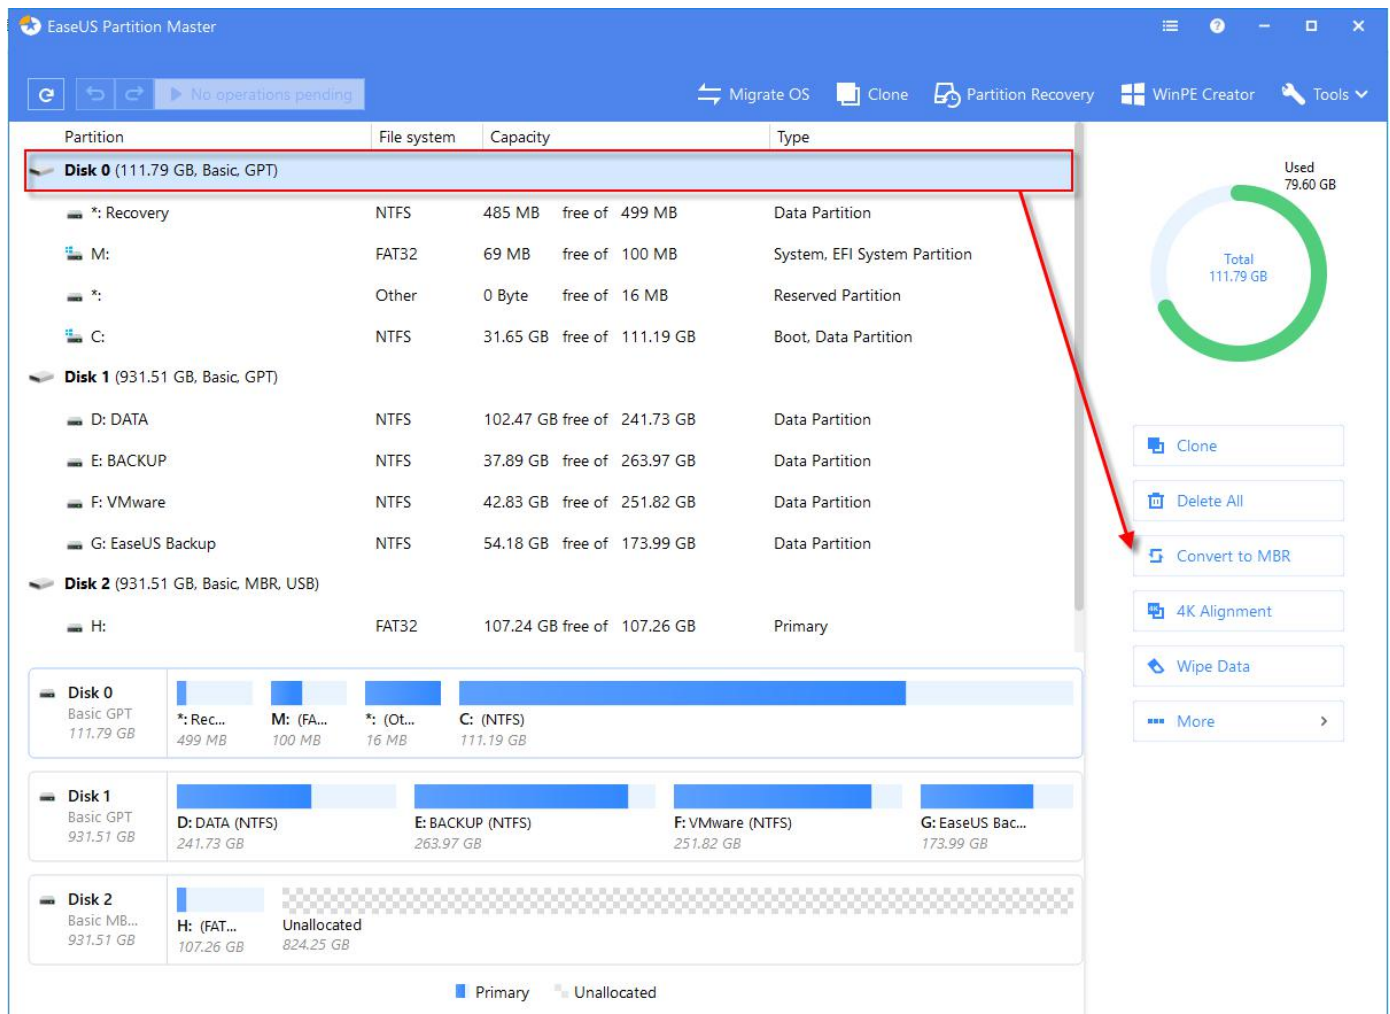 EaseUS Partition Master
No operations pending
Migrate OS Clone Partition Recovery WinPE Creator Tools
Partition File system Capacity Type
Disk 0 (111.79 GB, Basic, GPT)
*: Recovery NTFS 485 MB free of 499 MB Data Partition
M: FAT32 69 MB free of 100 MB System, EFI System Partition
*: Other 0 Byte free of 16 MB Reserved Partition
C: NTFS 31.65 GB free of 111.19 GB Boot, Data Partition
Disk 1 (931.51 GB, Basic, GPT)
D: DATA NTFS 102.47 GB free of 241.73 GB Data Partition
E: BACKUP NTFS 37.89 GB free of 263.97 GB Data Partition
F: VMware NTFS 42.83 GB free of 251.82 GB Data Partition
G: EaseUS Backup NTFS 54.18 GB free of 173.99 GB Data Partition
Disk 2 (931.51 GB, Basic, MBR, USB)
H: FAT32 107.24 GB free of 107.26 GB Primary
Used
79.60 GB
Total
111.79 GB
Clone
Delete All
Convert to MBR
4K Alignment
Wipe Data
More
Disk 0
Basic GPT
111.79 GB
*: Rec... M: (FA... *: (Ot... C: (NTFS)
499 MB 100 MB 16 MB 111.19 GB
Disk 1
Basic GPT
931.51 GB
D: DATA (NTFS) E: BACKUP (NTFS) F: VMware (NTFS) G: EaseUS Bac...
241.73 GB 263.97 GB 251.82 GB 173.99 GB
Disk 2
Basic MB...
931.51 GB
H: (FAT... Unallocated
107.26 GB 824.25 GB
Primary Unallocated